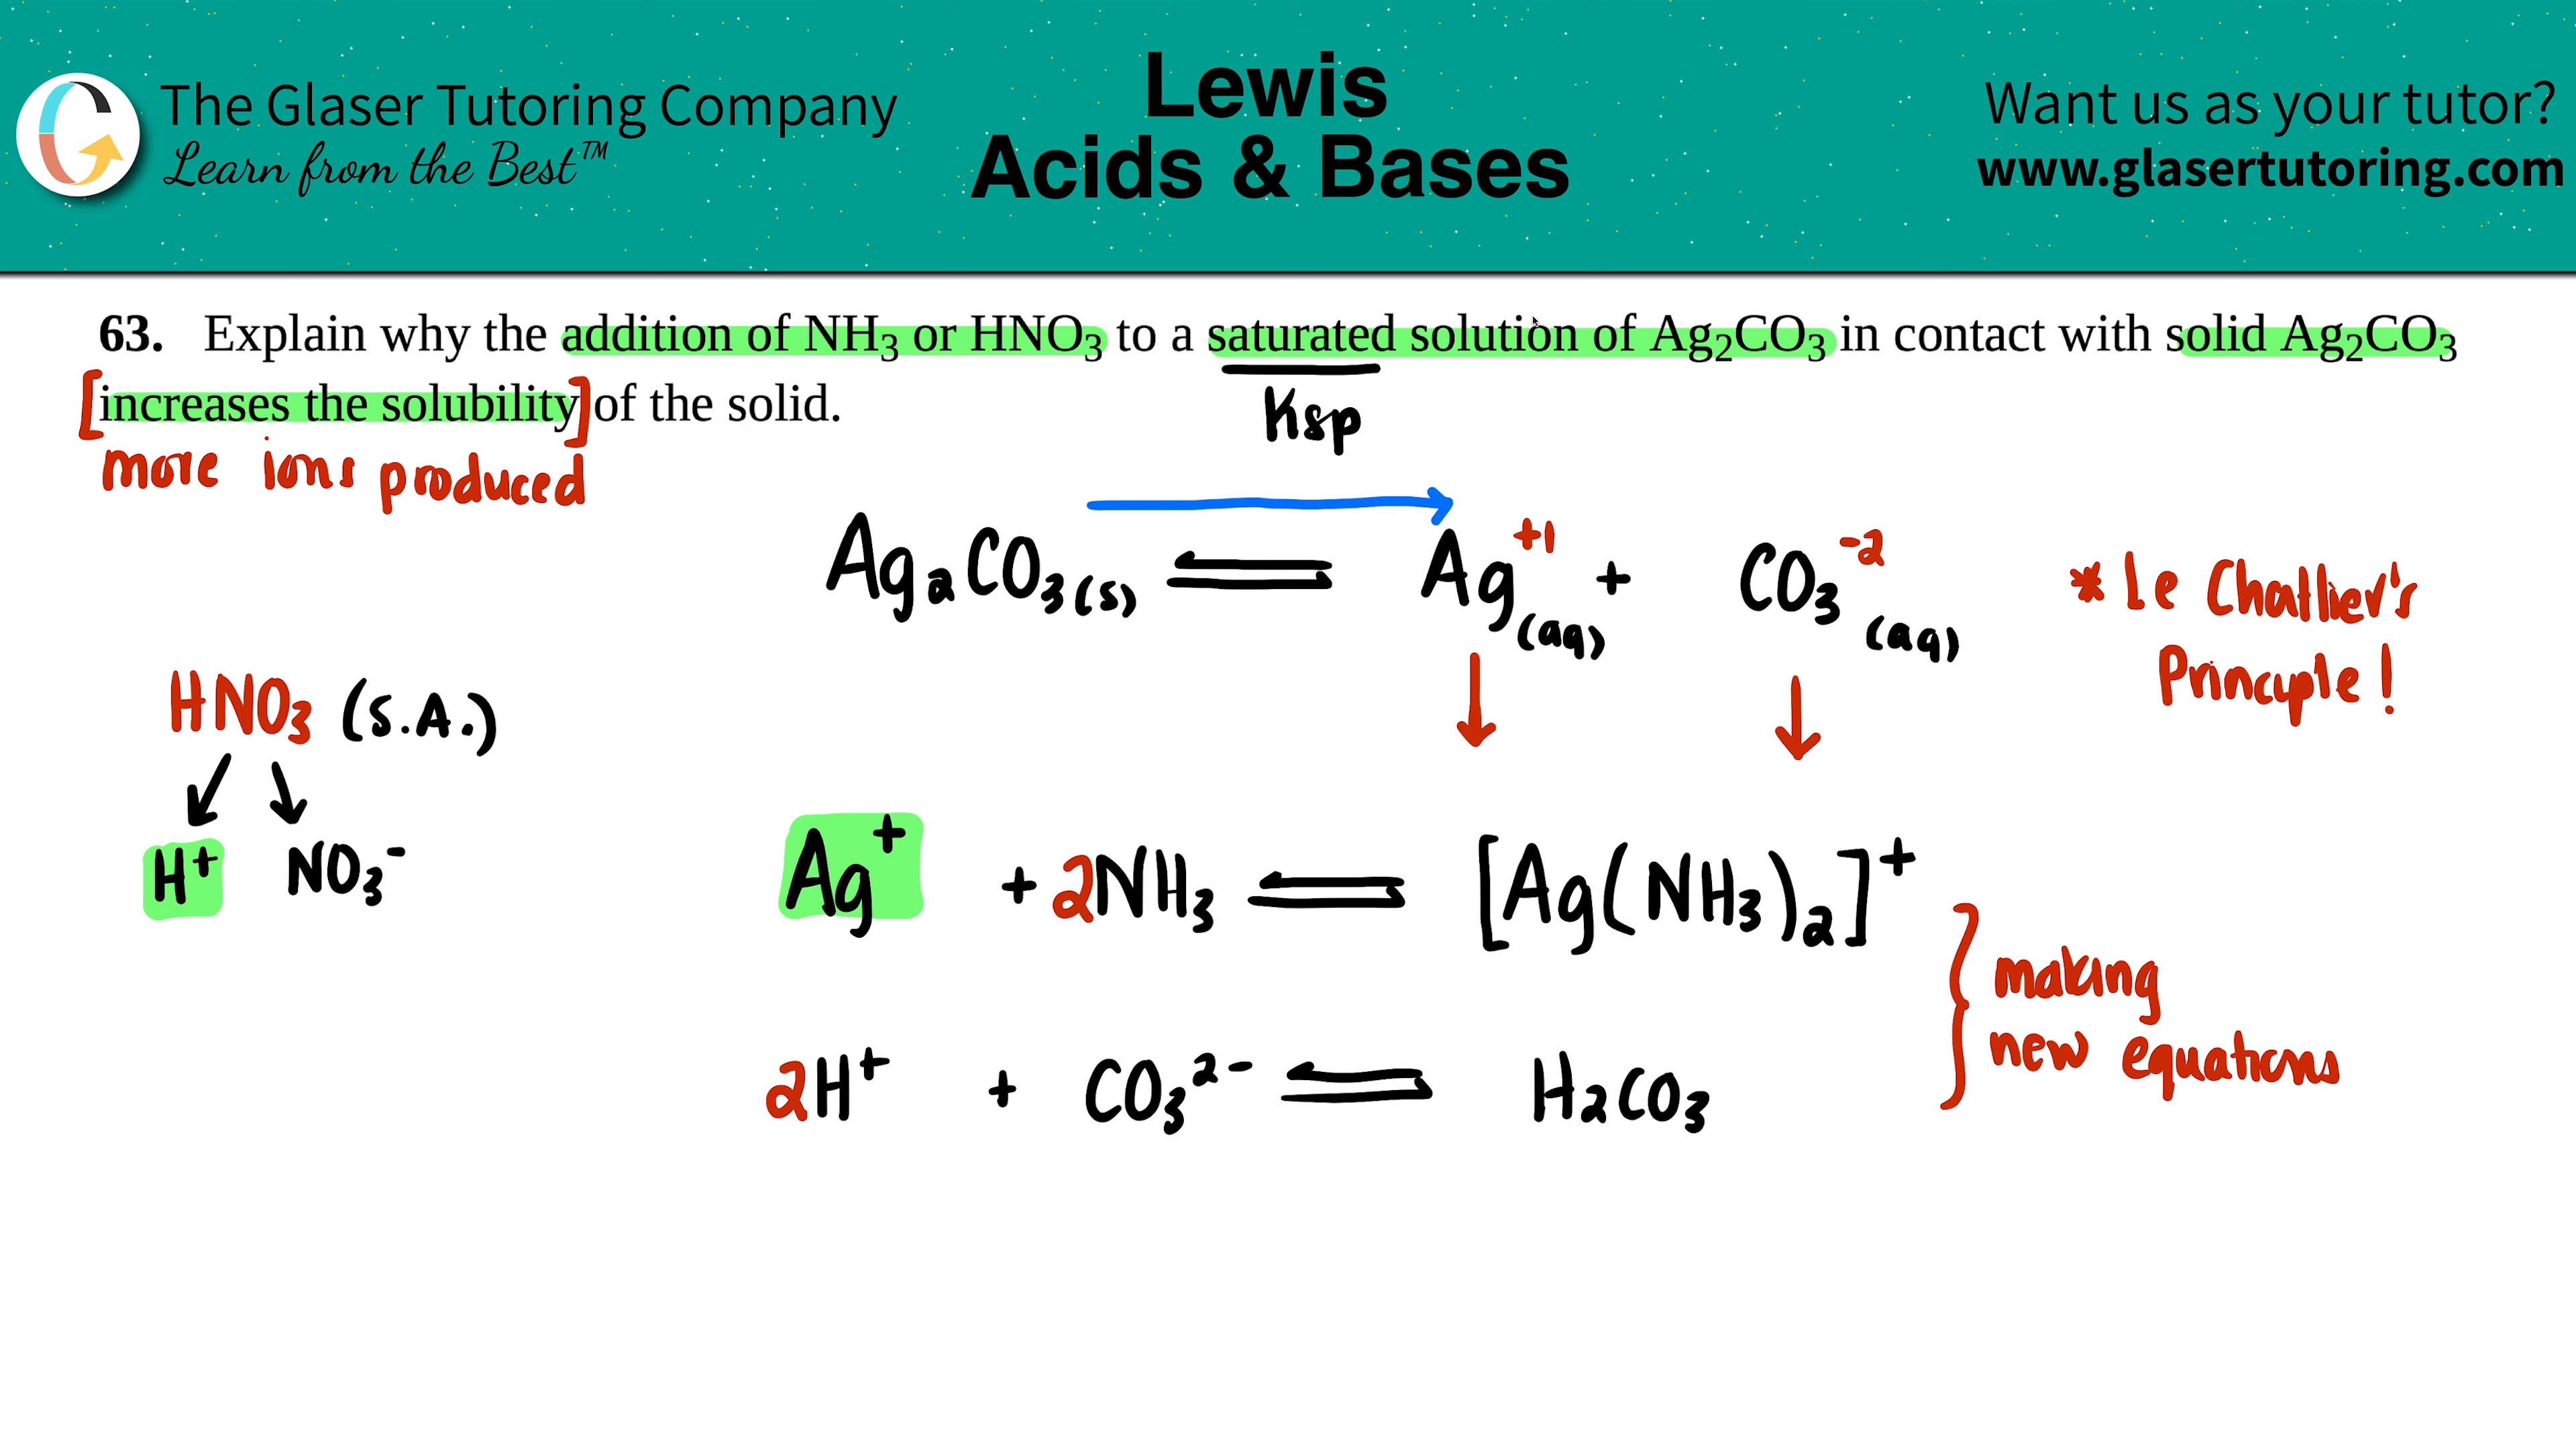 The Glaser Tutoring Company
Learn from the Best™
Lewis
Acids & Bases
Want us as your tutor?
www.glasertutoring.com
63. Explain why the addition of NH₃ or HNO₃ to a saturated solution of Ag₂CO₃ in contact with solid Ag₂CO₃
[increases the solubility] of the solid.
Ksp
more ions produced
Ag₂CO₃(s) ⇌ Ag⁺¹(aq) + CO₃⁻²(aq)
* Le Chatlier's
Principle!
HNO₃ (S.A.)
H⁺ NO₃⁻
Ag⁺ + 2NH₃ ⇌ [Ag(NH₃)₂]⁺
2H⁺ + CO₃²⁻ ⇌ H₂CO₃
making
new equations